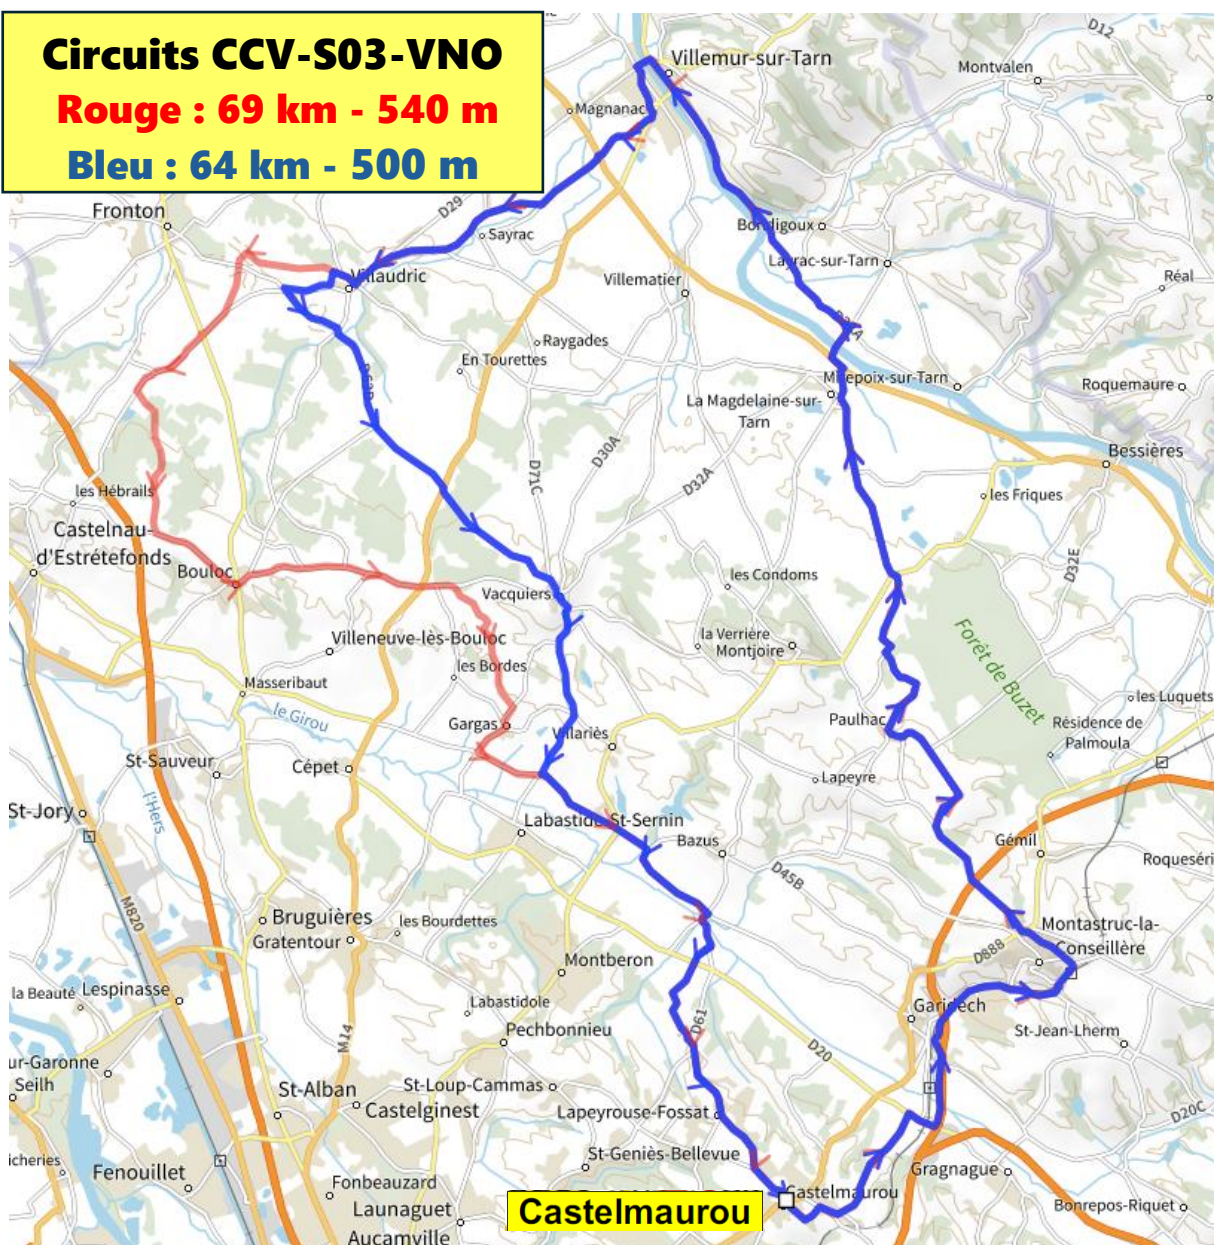 Circuits CCV-S03-VNO
Rouge : 69 km - 540 m
Bleu : 64 km - 500 m
Villemur-sur-Tarn
D12
Montvalen
Magnanac
Fronton
D29
Sayrac
Bondigoux
Layrac-sur-Tarn
Villaudric
Villematier
Réal
Raygades
En Tourettes
Mirepoix-sur-Tarn
Roquemaure
La Magdelaine-sur-
Tarn
D30A
D71C
D32A
Bessières
les Hébrails
les Friques
Castelnau-
d'Estrétefonds
Bouloc
D32E
les Condoms
Vacquiers
Forêt de Buzet
la Verrière
Montjoire
Villeneuve-lès-Bouloc
les Bordes
Masseribaut
les Luquets
le Girou
Gargas
Villariès
Paulhac
Résidence de
Palmoula
St-Sauveur
Cépet
Lapeyre
l'Hers
St-Jory
Labastide-St-Sernin
Bazus
Gémil
Roqueséri
D45B
M820
Bruguières
les Bourdettes
Gratentour
Montastruc-la-
Conseillère
D888
Montberon
la Beauté
Lespinasse
Labastidole
Garidech
Pechbonnieu
D61
St-Jean-Lherm
M14
D20
ur-Garonne
Seilh
St-Alban
St-Loup-Cammas
Castelginest
Lapeyrouse-Fossat
D20C
icheries
St-Geniès-Bellevue
Fenouillet
Gragnague
Fonbeauzard
Castelmaurou
Launaguet
Castelmaurou
Bonrepos-Riquet
Aucamville